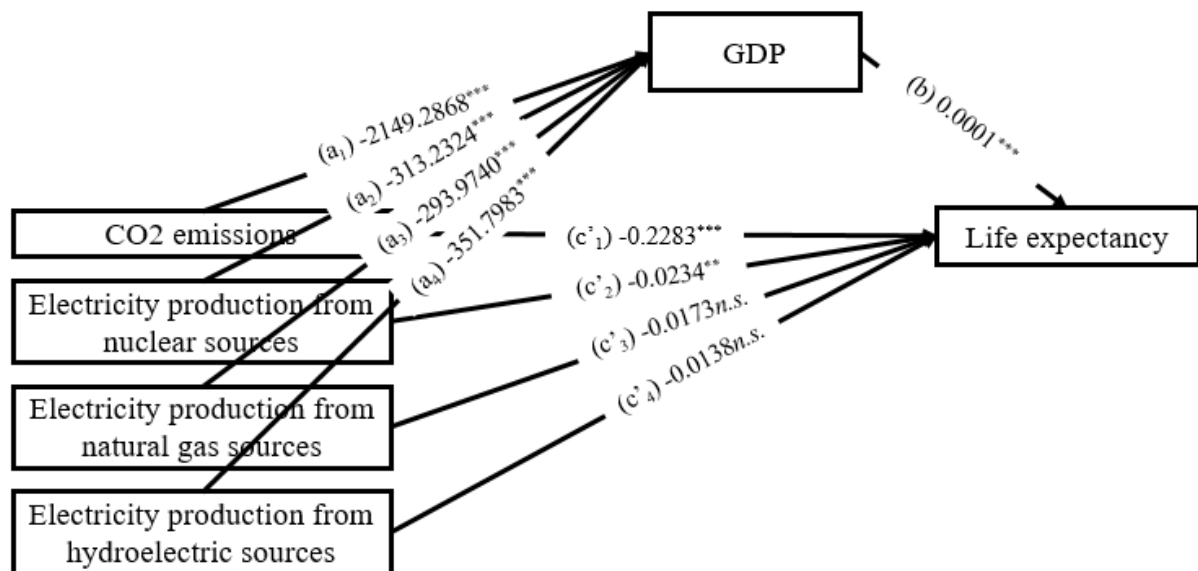 GDP
(b) 0.0001***
(a₁) -2149.2868***
(a₂) -313.2324***
(a₃) -293.9740***
(a₄) -351.7983***
CO2 emissions
(c’₁) -0.2283***
Life expectancy
Electricity production from
nuclear sources
(c’₂) -0.0234**
(c’₃) -0.0173n.s.
(c’₄) -0.0138n.s.
Electricity production from
natural gas sources
Electricity production from
hydroelectric sources